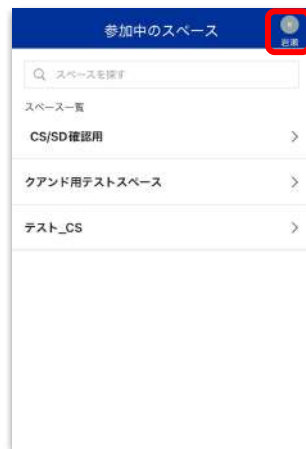 参加中のスペース
岩瀬
スペースを探す
スペース一覧
CS/SD確認用
クアンド用テストスペース
テスト_CS